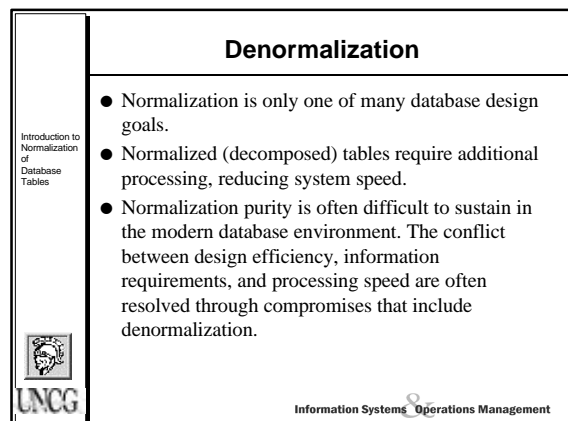 Denormalization
Introduction to
Normalization
of
Database
Tables
● Normalization is only one of many database design
goals.
● Normalized (decomposed) tables require additional
processing, reducing system speed.
● Normalization purity is often difficult to sustain in
the modern database environment. The conflict
between design efficiency, information
requirements, and processing speed are often
resolved through compromises that include
denormalization.
UNCG
Information Systems & Operations Management